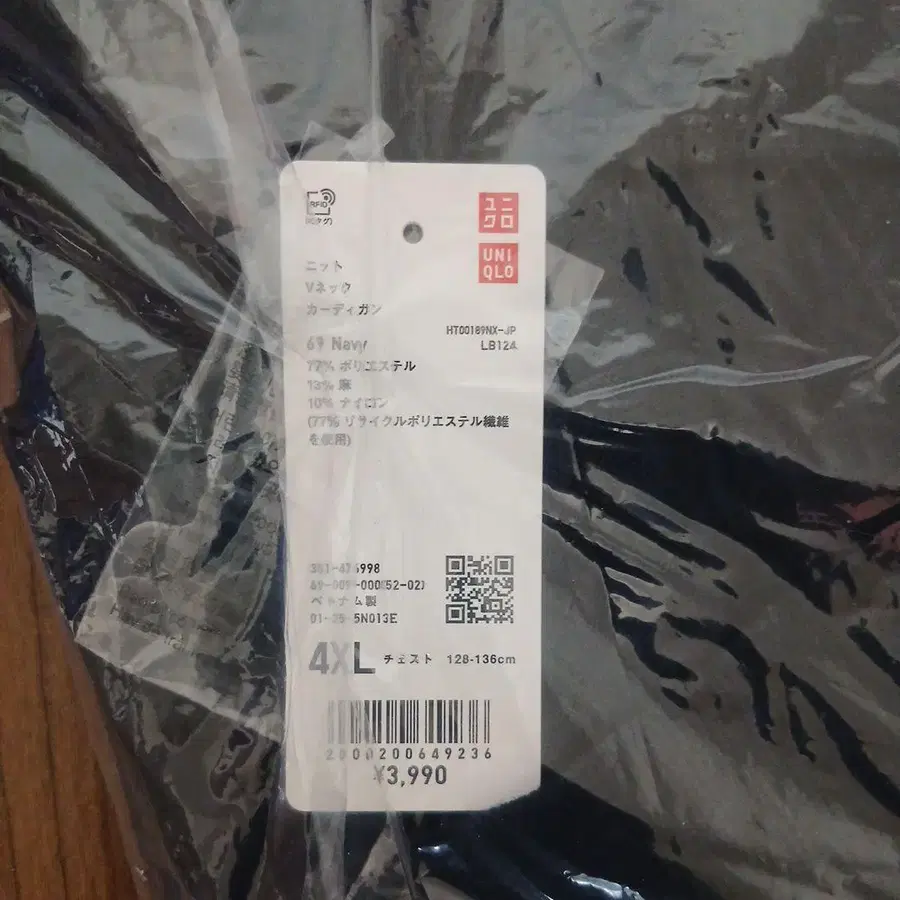 RFID
ユニ
クロ
UNI
QLO
ニット
Vネック
カーディガン
HT00189NX-JP
69 Navy
LB124
77% ポリエステル
13% 麻
10% ナイロン
(77% リサイクルポリエステル繊維
を使用)
ベトナム製
4XL チェスト 128-136cm
2000200649236
¥3,990